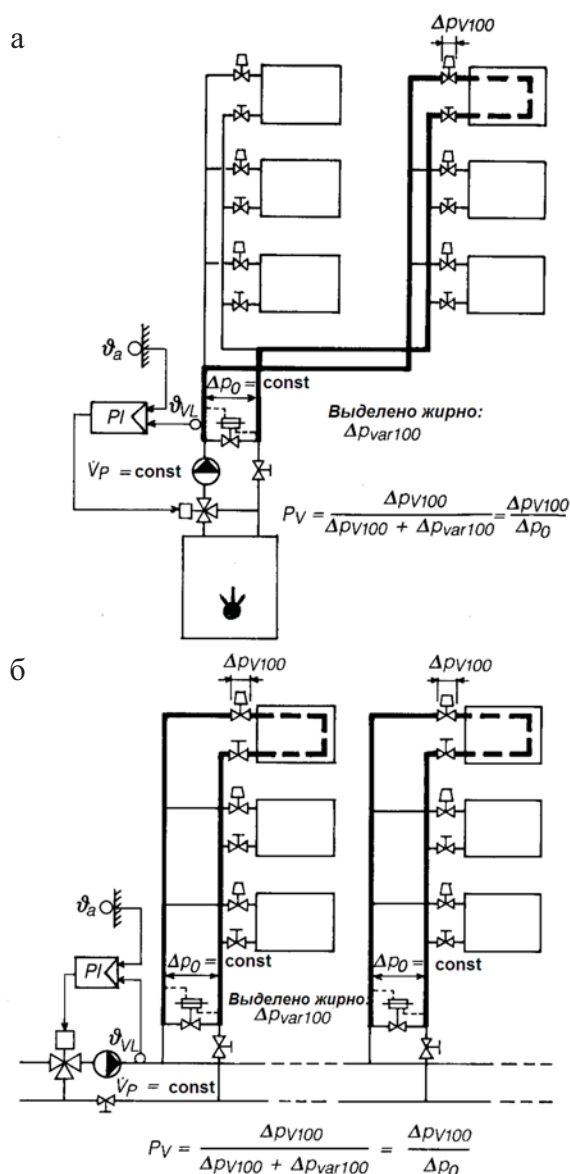 а
Δpv100
ϑa
PI
ϑVL
Δp0 = const
Выделено жирно:
Δpvar100
V̇P = const
PV = ΔpV100 / (ΔpV100 + Δpvar100) = ΔpV100 / Δp0
б
ΔpV100 ΔpV100
ϑa
PI
ϑVL
Δp0 = const Δp0 = const
Выделено жирно:
Δpvar100
V̇P = const
PV = ΔpV100 / (ΔpV100 + Δpvar100) = ΔpV100 / Δp0